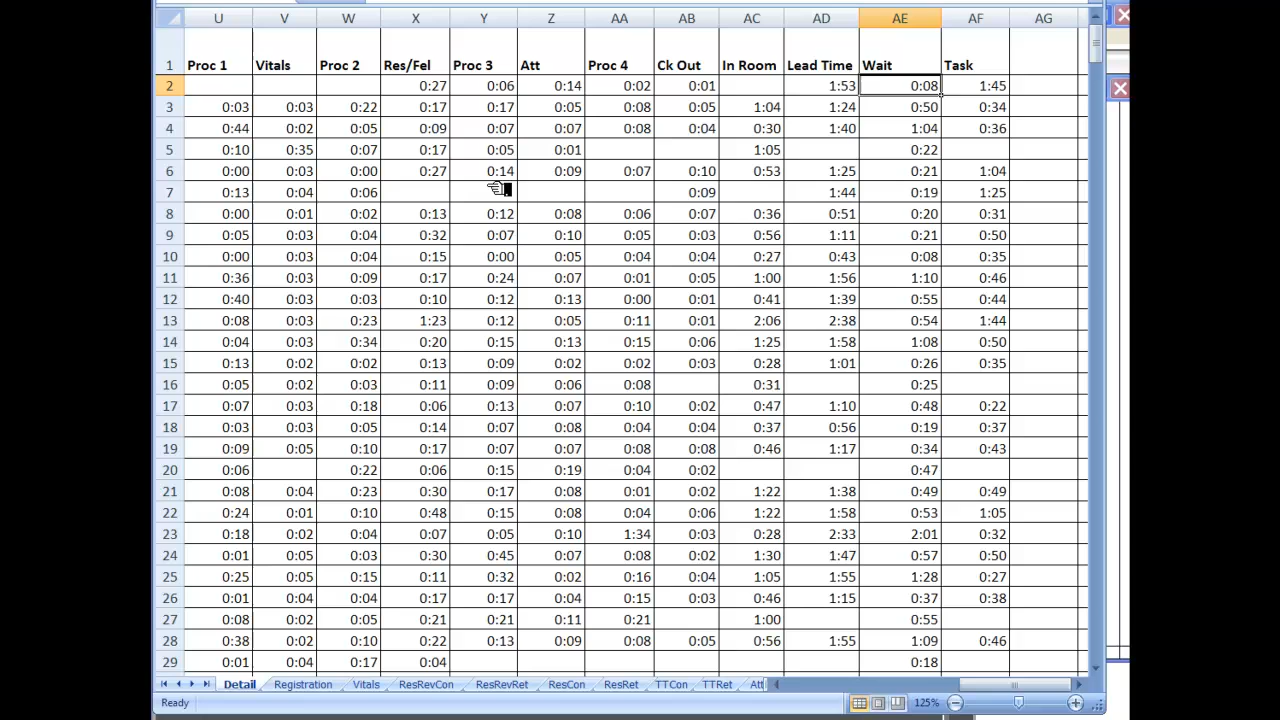 U V W X Y Z AA AB AC AD AE AF AG
1 Proc 1 Vitals Proc 2 Res/Fel Proc 3 Att Proc 4 Ck Out In Room Lead Time Wait Task
2 0:27 0:06 0:14 0:02 0:01 1:53 0:08 1:45
3 0:03 0:03 0:22 0:17 0:17 0:05 0:08 0:05 1:04 1:24 0:50 0:34
4 0:44 0:02 0:05 0:09 0:07 0:07 0:08 0:04 0:30 1:40 1:04 0:36
5 0:10 0:35 0:07 0:17 0:05 0:01 1:05 0:22
6 0:00 0:03 0:00 0:27 0:14 0:09 0:07 0:10 0:53 1:25 0:21 1:04
7 0:13 0:04 0:06 0:09 1:44 0:19 1:25
8 0:00 0:01 0:02 0:13 0:12 0:08 0:06 0:07 0:36 0:51 0:20 0:31
9 0:05 0:03 0:04 0:32 0:07 0:10 0:05 0:03 0:56 1:11 0:21 0:50
10 0:00 0:03 0:04 0:15 0:00 0:05 0:04 0:04 0:27 0:43 0:08 0:35
11 0:36 0:03 0:09 0:17 0:24 0:07 0:01 0:05 1:00 1:56 1:10 0:46
12 0:40 0:03 0:03 0:10 0:12 0:13 0:00 0:01 0:41 1:39 0:55 0:44
13 0:08 0:03 0:23 1:23 0:12 0:05 0:11 0:01 2:06 2:38 0:54 1:44
14 0:04 0:03 0:34 0:20 0:15 0:13 0:15 0:06 1:25 1:58 1:08 0:50
15 0:13 0:02 0:02 0:13 0:09 0:02 0:02 0:03 0:28 1:01 0:26 0:35
16 0:05 0:02 0:03 0:11 0:09 0:06 0:08 0:31 0:25
17 0:07 0:03 0:18 0:06 0:13 0:07 0:10 0:02 0:47 1:10 0:48 0:22
18 0:03 0:03 0:05 0:14 0:07 0:08 0:04 0:04 0:37 0:56 0:19 0:37
19 0:09 0:05 0:10 0:17 0:07 0:07 0:08 0:08 0:46 1:17 0:34 0:43
20 0:06 0:22 0:06 0:15 0:19 0:04 0:02 0:47
21 0:08 0:04 0:23 0:30 0:17 0:08 0:01 0:02 1:22 1:38 0:49 0:49
22 0:24 0:01 0:10 0:48 0:15 0:08 0:04 0:06 1:22 1:58 0:53 1:05
23 0:18 0:02 0:04 0:07 0:05 0:10 1:34 0:03 0:28 2:33 2:01 0:32
24 0:01 0:05 0:03 0:30 0:45 0:07 0:08 0:02 1:30 1:47 0:57 0:50
25 0:25 0:05 0:15 0:11 0:32 0:02 0:16 0:04 1:05 1:55 1:28 0:27
26 0:01 0:04 0:04 0:17 0:17 0:04 0:15 0:03 0:46 1:15 0:37 0:38
27 0:08 0:02 0:05 0:21 0:21 0:11 0:21 1:00 0:55
28 0:38 0:02 0:10 0:22 0:13 0:09 0:08 0:05 0:56 1:55 1:09 0:46
29 0:01 0:04 0:17 0:04 0:18
Detail Registration Vitals ResRevCon ResRevRet ResCon ResRet TTCon TTRet Att
Ready 125%